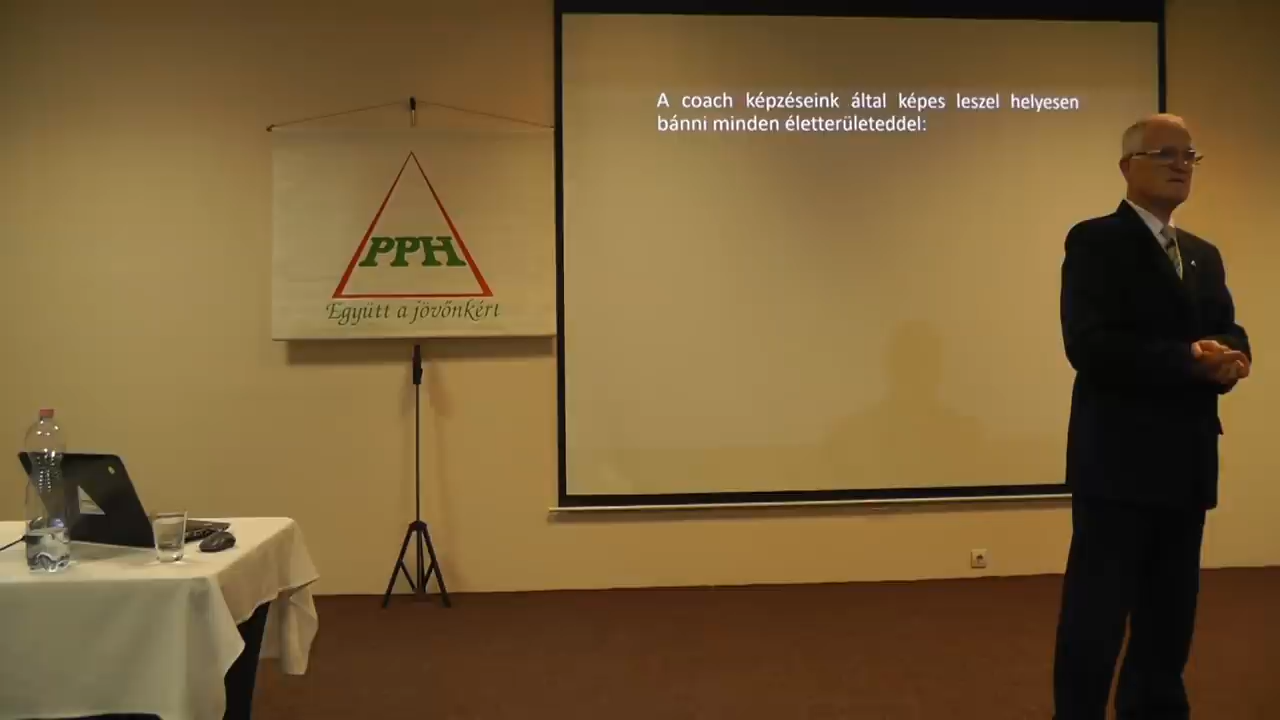 A coach képzéseink által képes leszel helyesen
bánni minden életterületeddel:
PPH
Együtt a jövőnkért